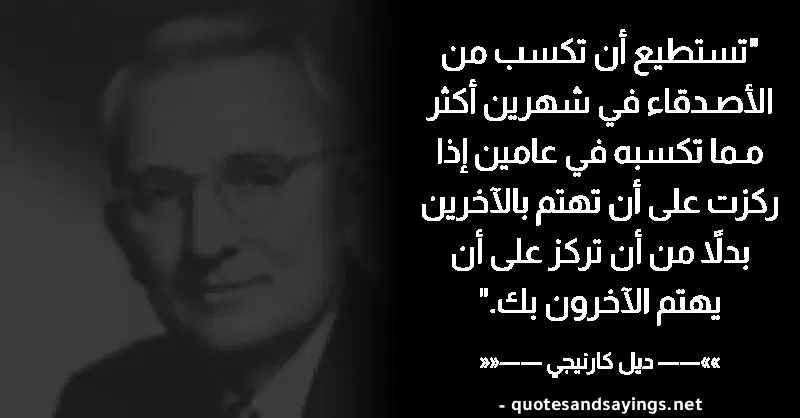 "تستطيع أن تكسب من
الأصدقاء في شهرين أكثر
مما تكسبه في عامين إذا
ركزت على أن تهتم بالآخرين
بدلًا من أن تركز على أن
يهتم الآخرون بك."
»»—— ديل كارنيجي ——««
- quotesandsayings.net